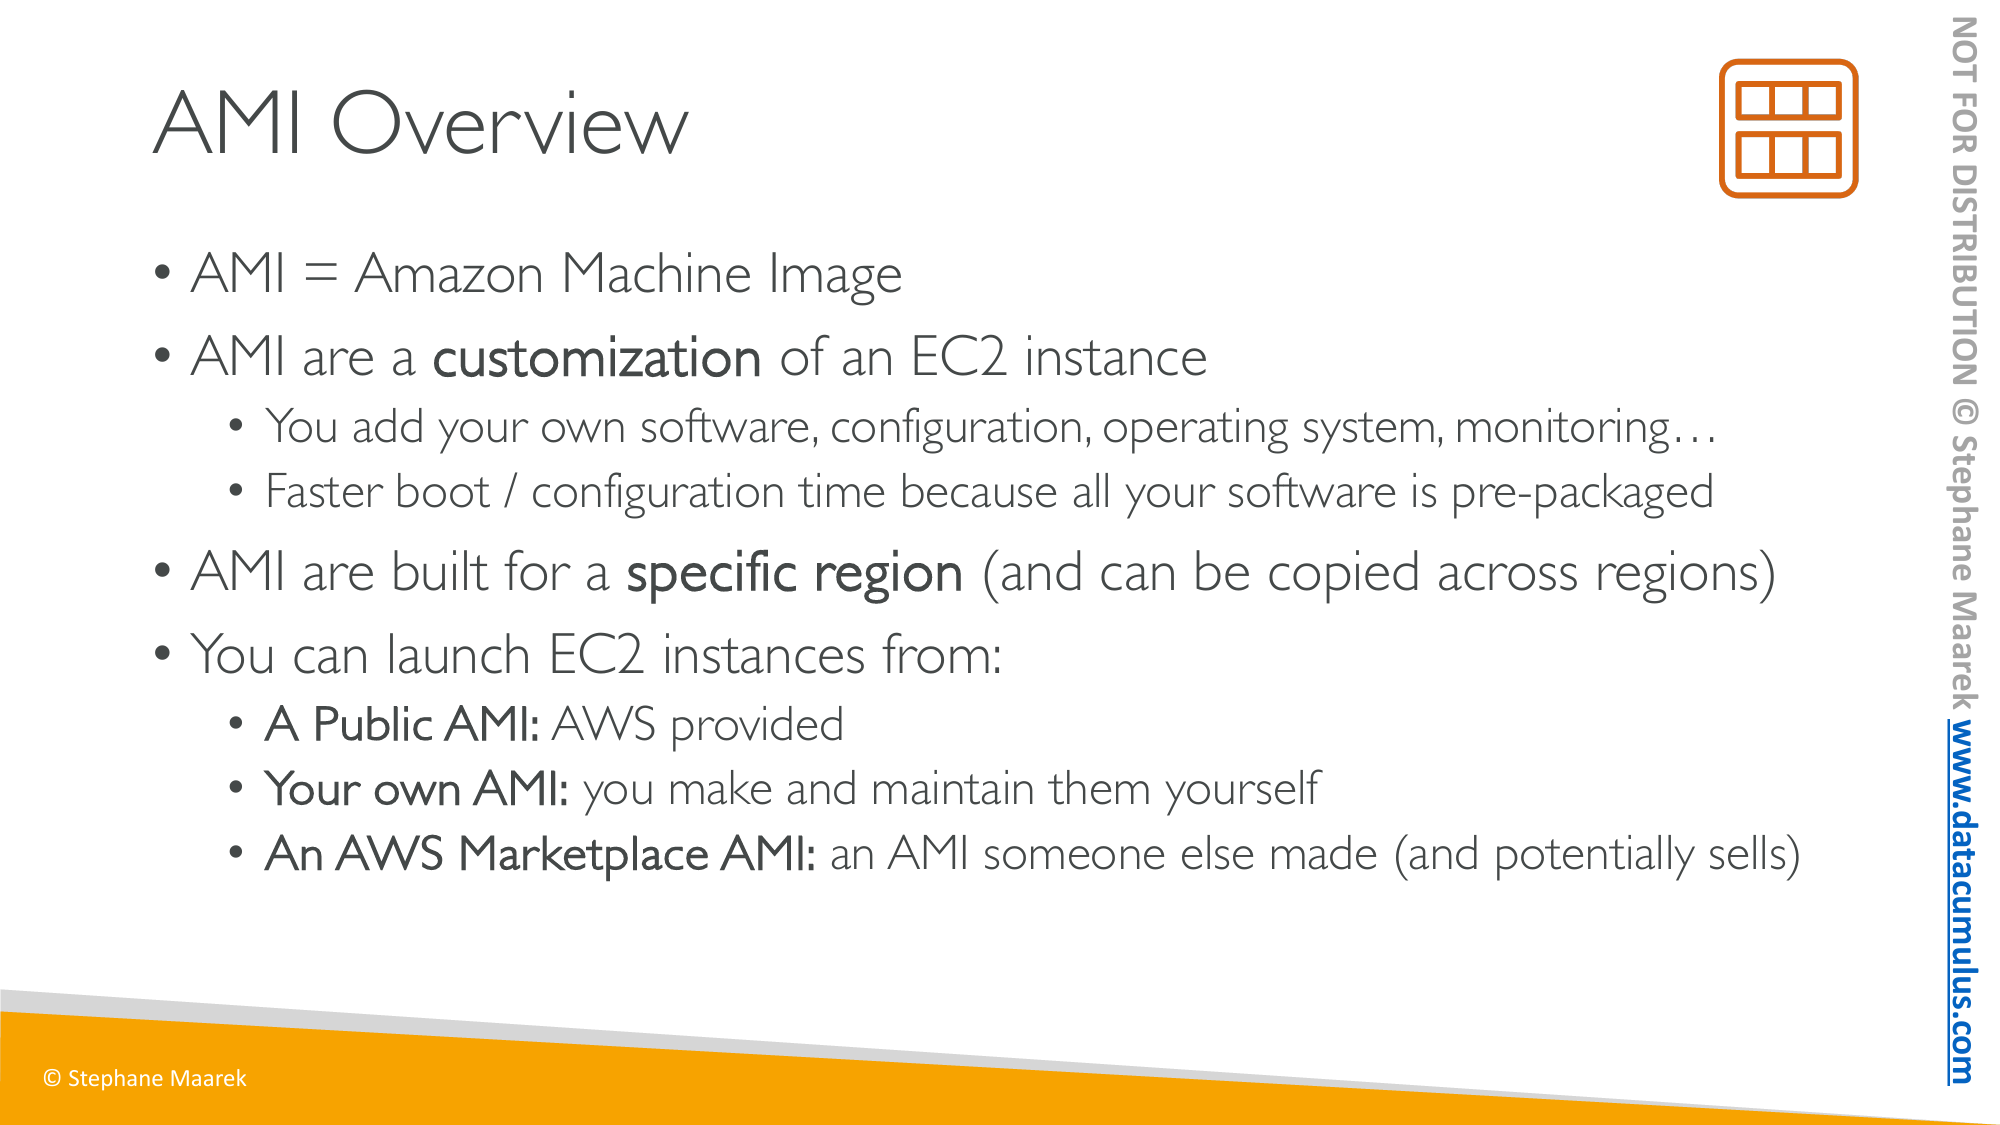 AMI Overview
• AMI = Amazon Machine Image
• AMI are a customization of an EC2 instance
• You add your own software, configuration, operating system, monitoring…
• Faster boot / configuration time because all your software is pre-packaged
• AMI are built for a specific region (and can be copied across regions)
• You can launch EC2 instances from:
• A Public AMI: AWS provided
• Your own AMI: you make and maintain them yourself
• An AWS Marketplace AMI: an AMI someone else made (and potentially sells)
© Stephane Maarek
NOT FOR DISTRIBUTION © Stephane Maarek www.datacumulus.com